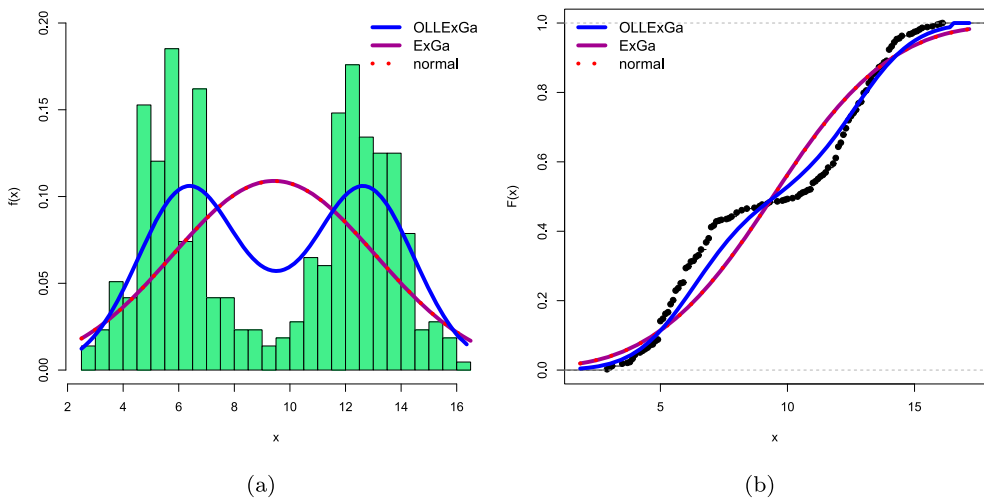 OLLExGa
ExGa
normal
f(x)
0.00
0.05
0.10
0.15
0.20
2 4 6 8 10 12 14 16
x
(a)
OLLExGa
ExGa
normal
F(x)
0.0
0.2
0.4
0.6
0.8
1.0
5 10 15
x
(b)